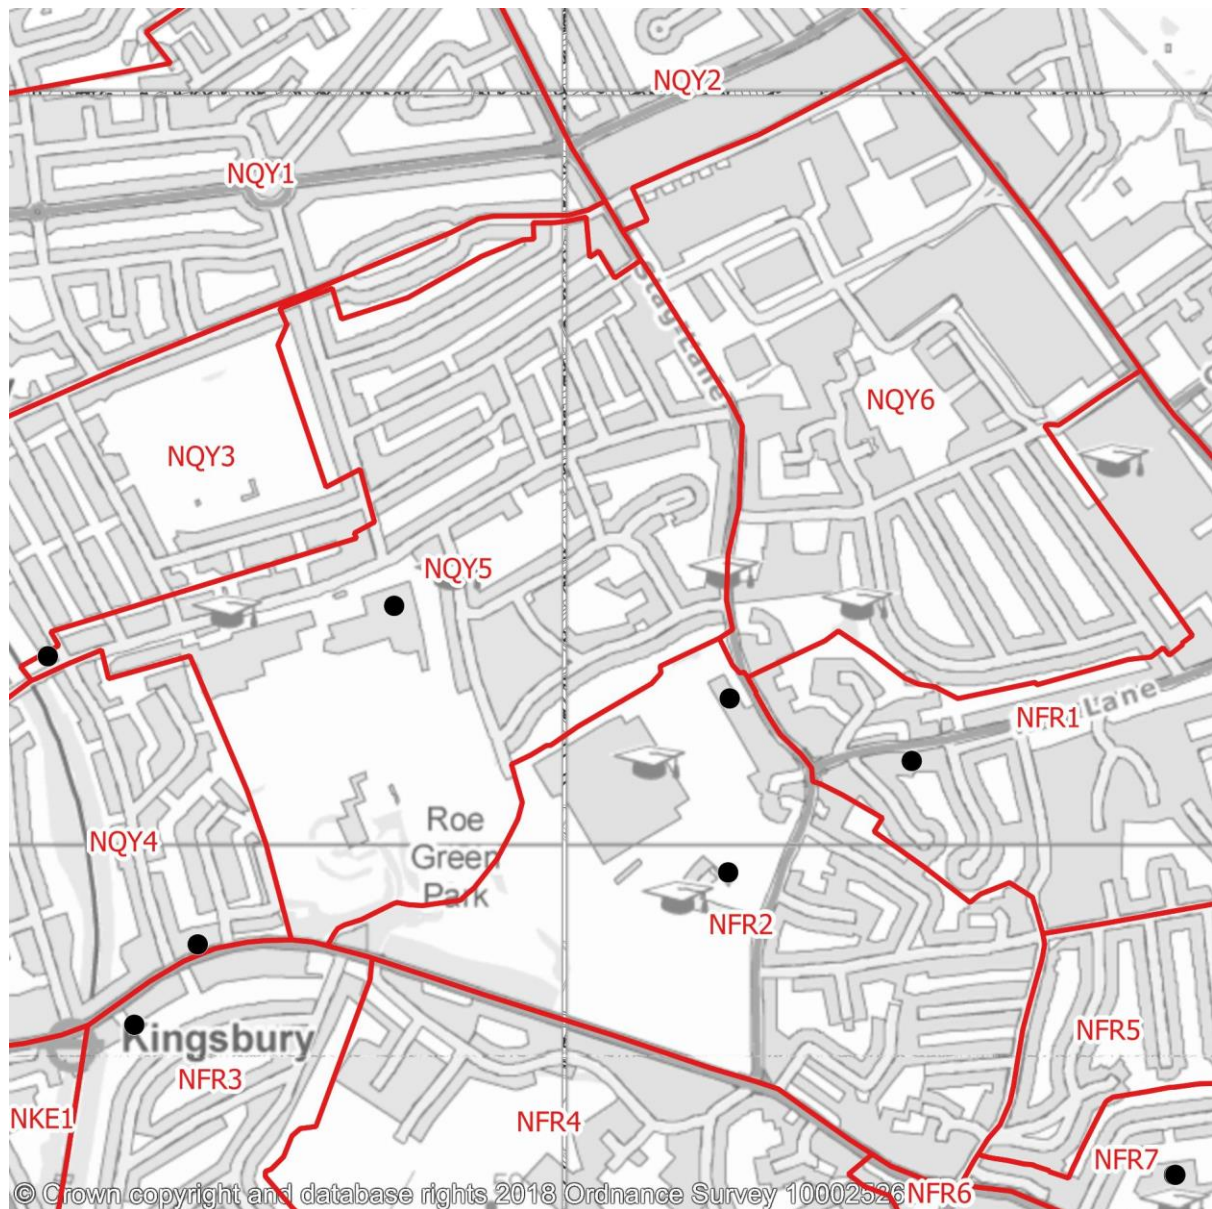 NQY2
NQY1
Stag Lane
NQY6
NQY3
NQY5
NFR1
Lane
Roe
Green
Park
NQY4
NFR2
Kingsbury
NFR5
NFR3
NKE1
NFR4
NFR7
NFR6
© Crown copyright and database rights 2018 Ordnance Survey 10002526